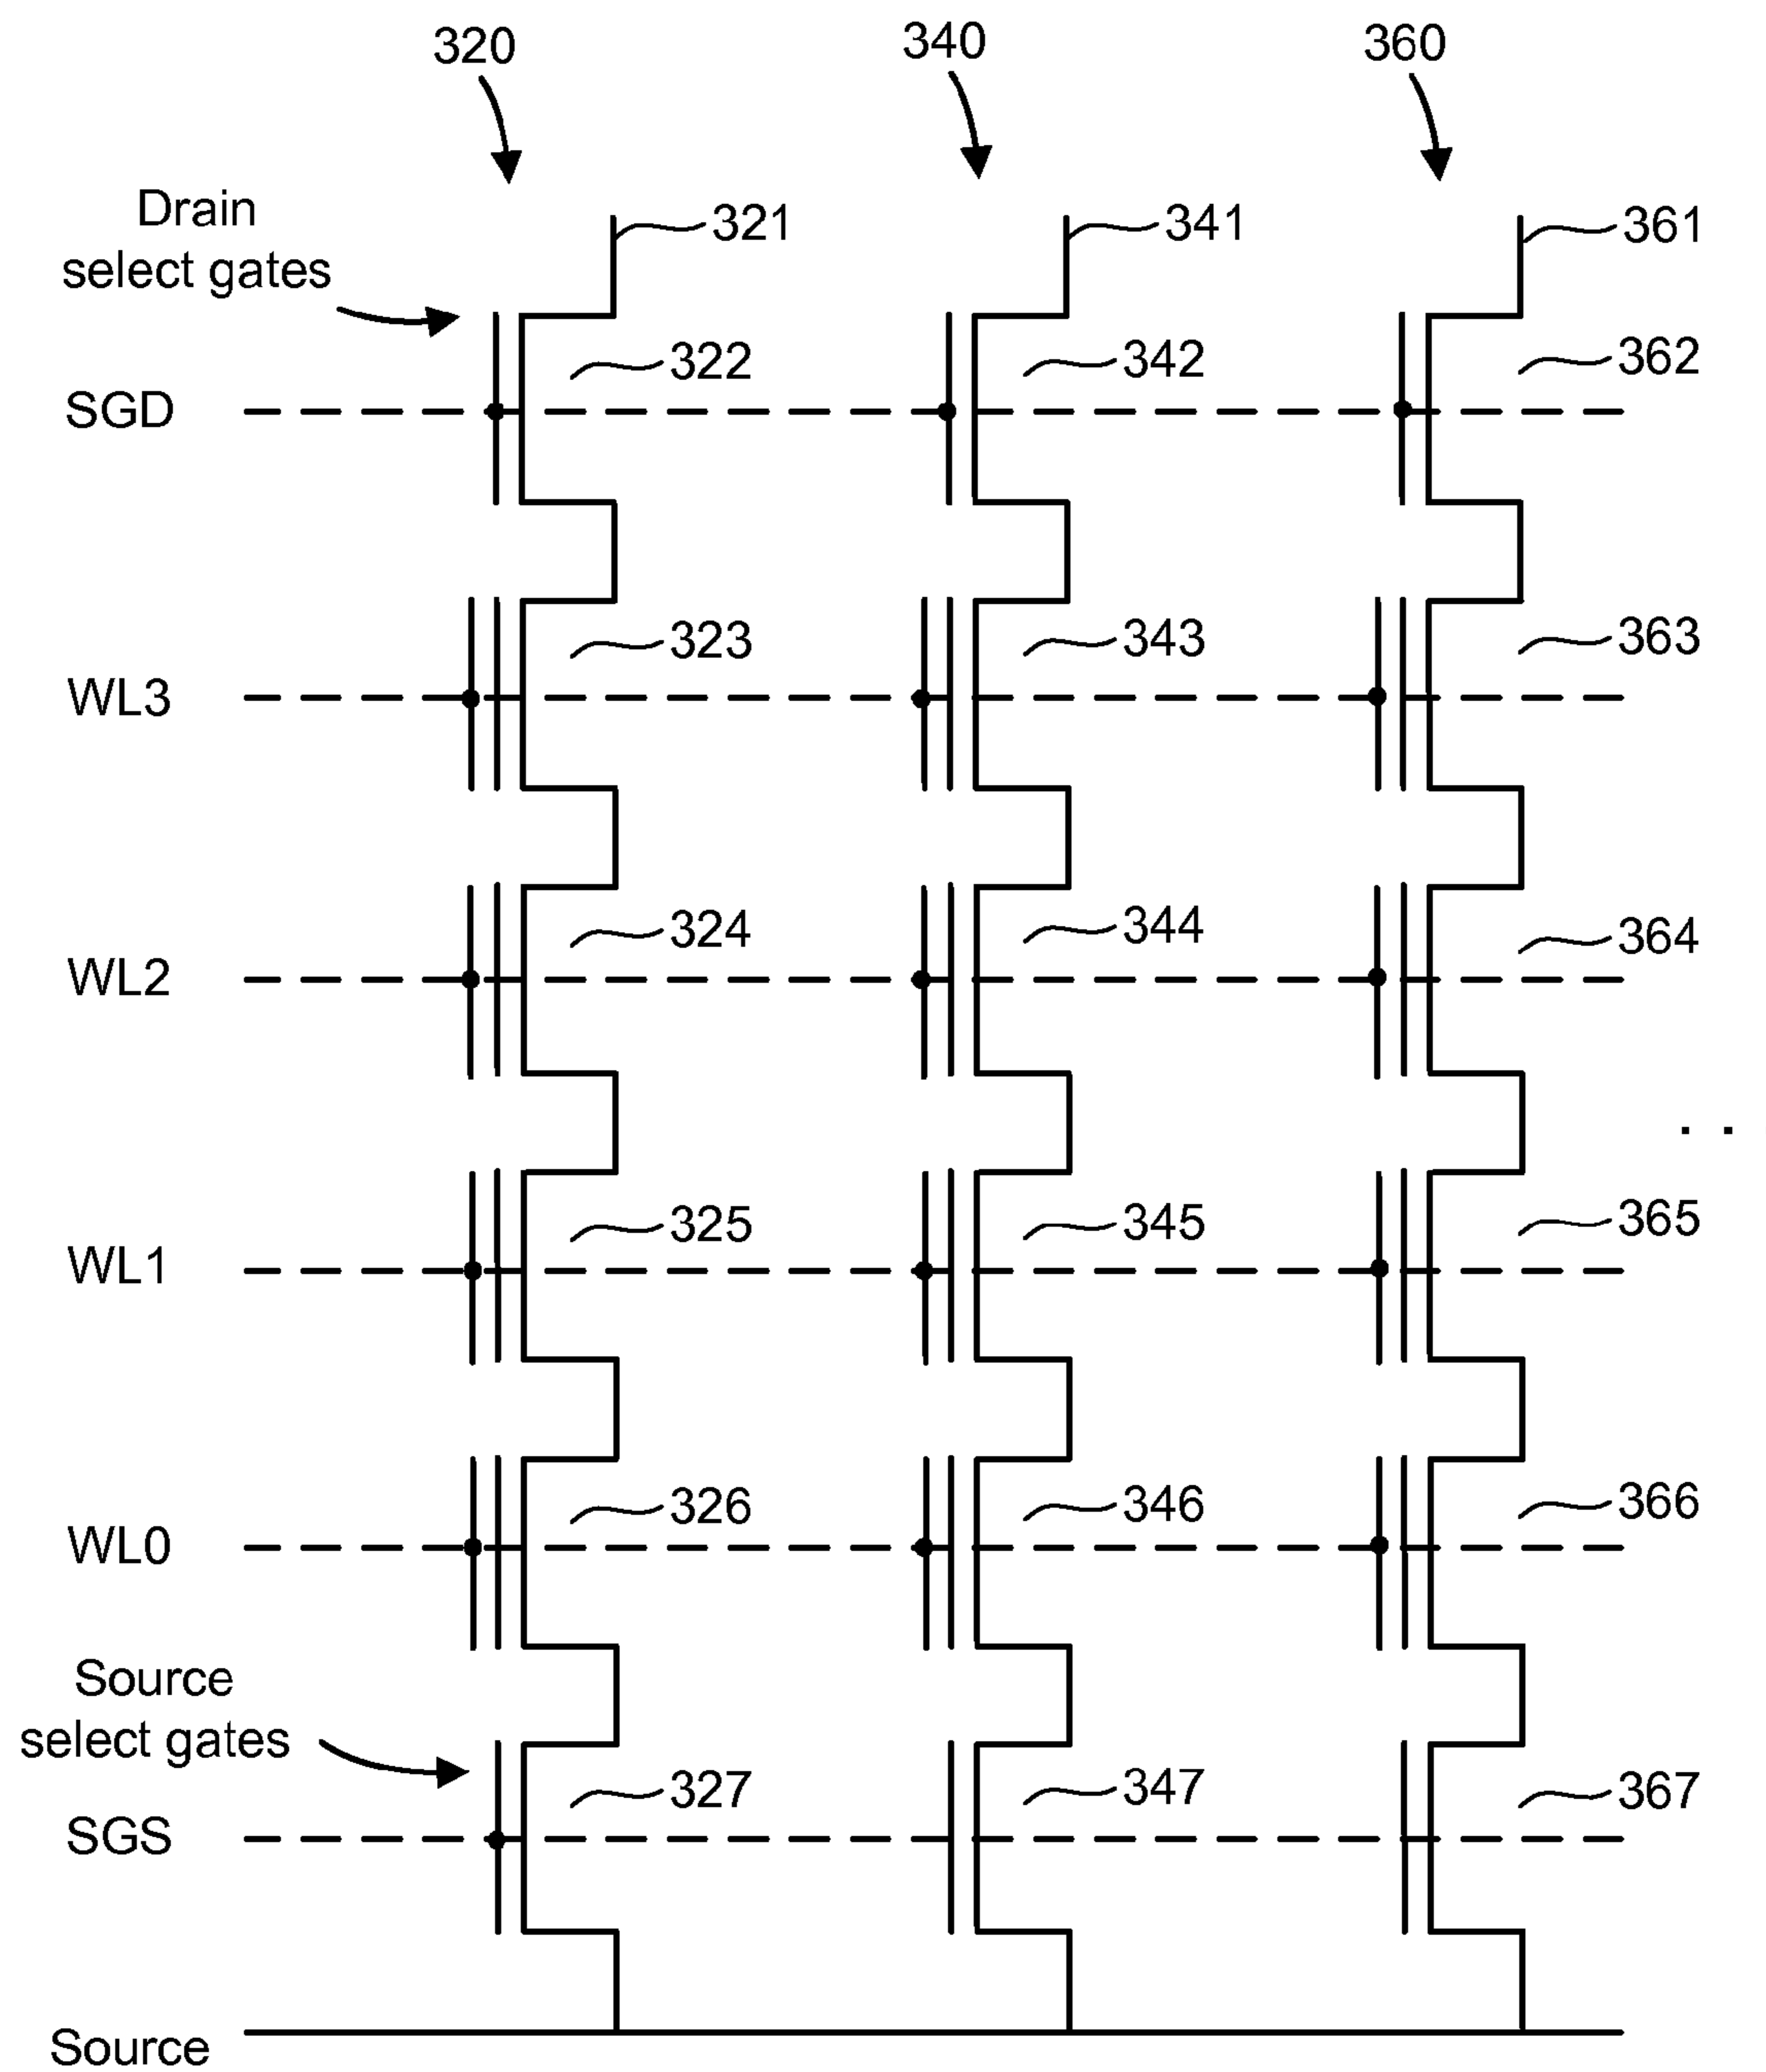 320
340
360
Drain
select gates
321
341
361
322
342
362
SGD
323
343
363
WL3
324
344
364
WL2
. .
325
345
365
WL1
326
346
366
WL0
Source
select gates
327
347
367
SGS
Source